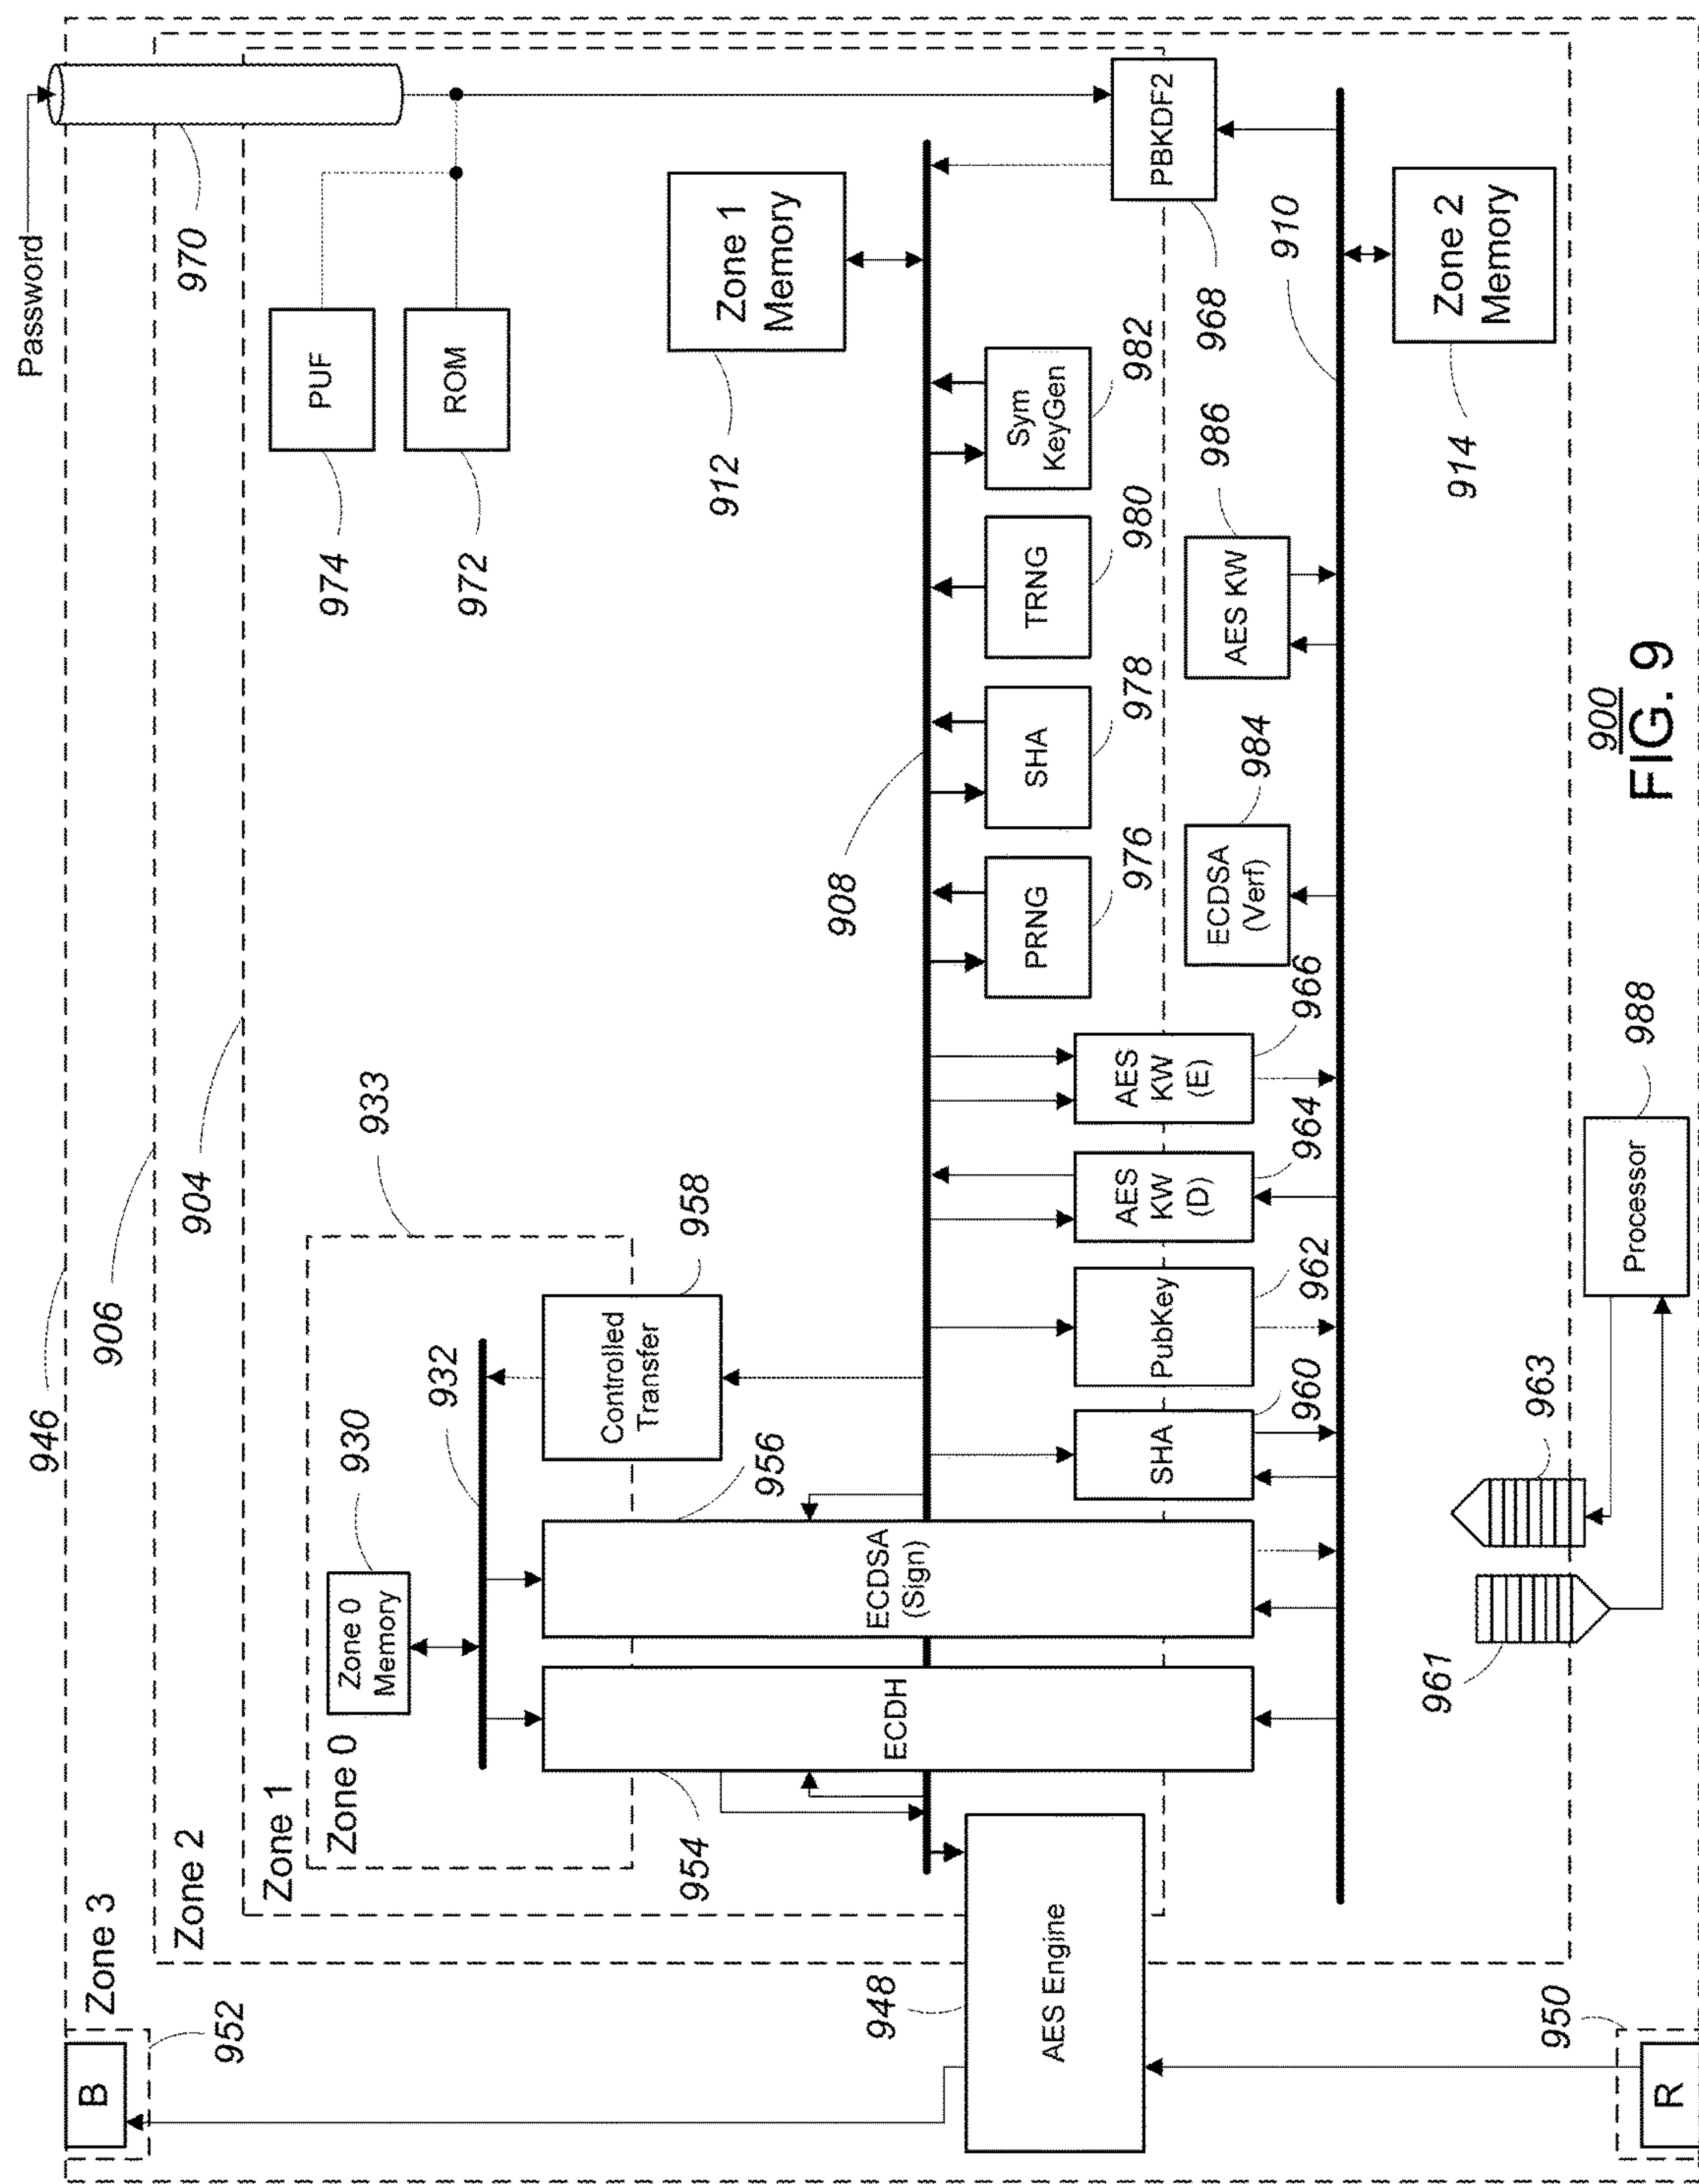 Password
946
B
Zone 3
906
Zone 2
904
970
952
Zone 1
Zone 0
933
PUF
974
Zone 0
Memory
930
932
ROM
972
Controlled
Transfer
958
954
956
Zone 1
Memory
912
908
948
ECDH
ECDSA
(Sign)
AES Engine
PRNG
SHA
TRNG
Sym
KeyGen
976
978
980
982
SHA
PubKey
AES
KW
(D)
AES
KW
(E)
PBKDF2
960
962
964
966
968
ECDSA
(Verf)
984
AES KW
986
910
Zone 2
Memory
914
961
963
950
R
Processor
988
900
FIG. 9